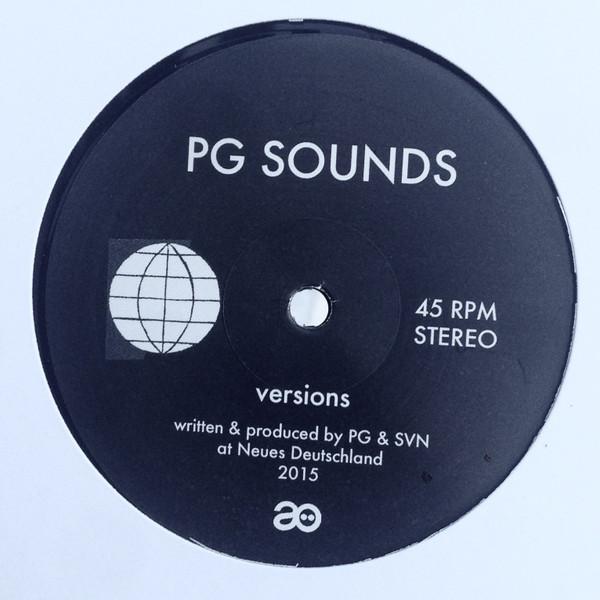 PG SOUNDS
45 RPM
STEREO
versions
written & produced by PG & SVN
at Neues Deutschland
2015